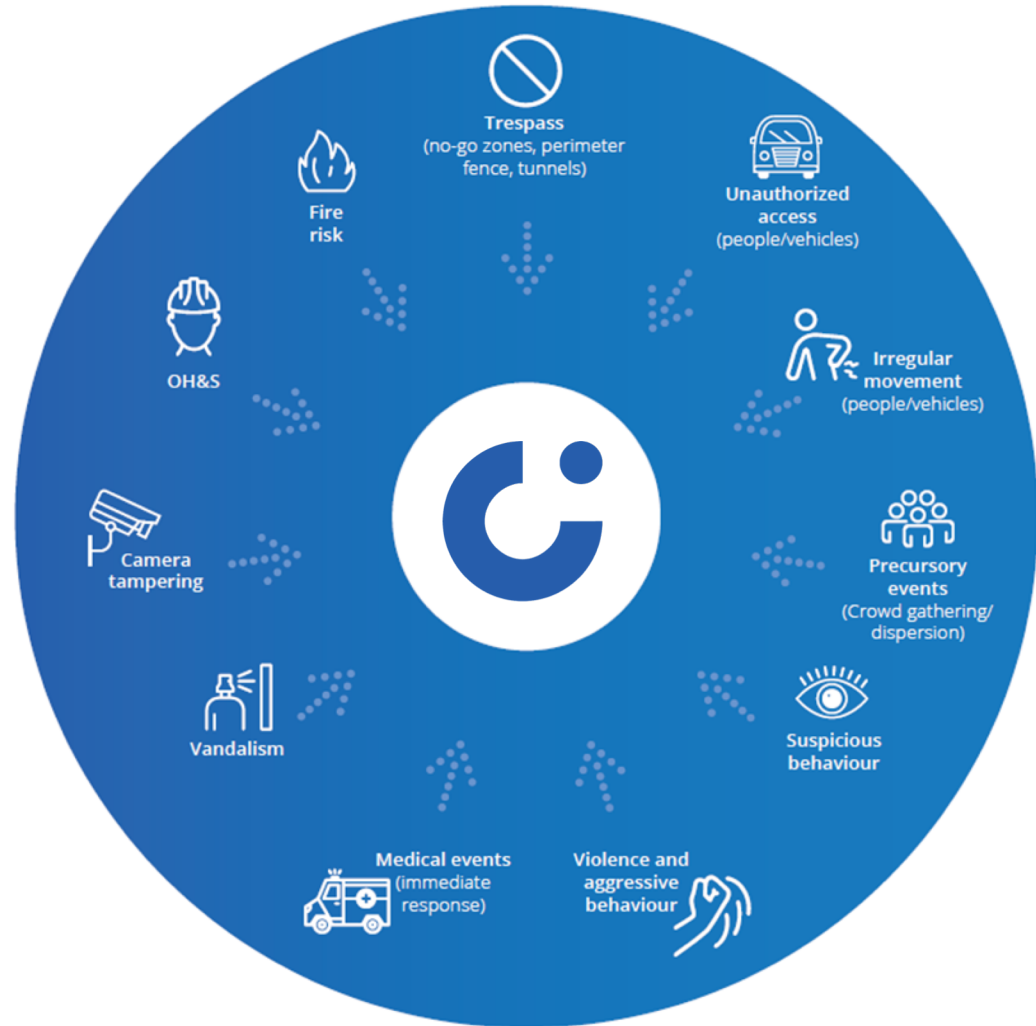 Trespass
(no-go zones, perimeter
fence, tunnels)
Unauthorized
access
(people/vehicles)
Irregular
movement
(people/vehicles)
Precursory
events
(Crowd gathering/
dispersion)
Suspicious
behaviour
Violence and
aggressive
behaviour
Medical events
(immediate
response)
Vandalism
Camera
tampering
OH&S
Fire
risk